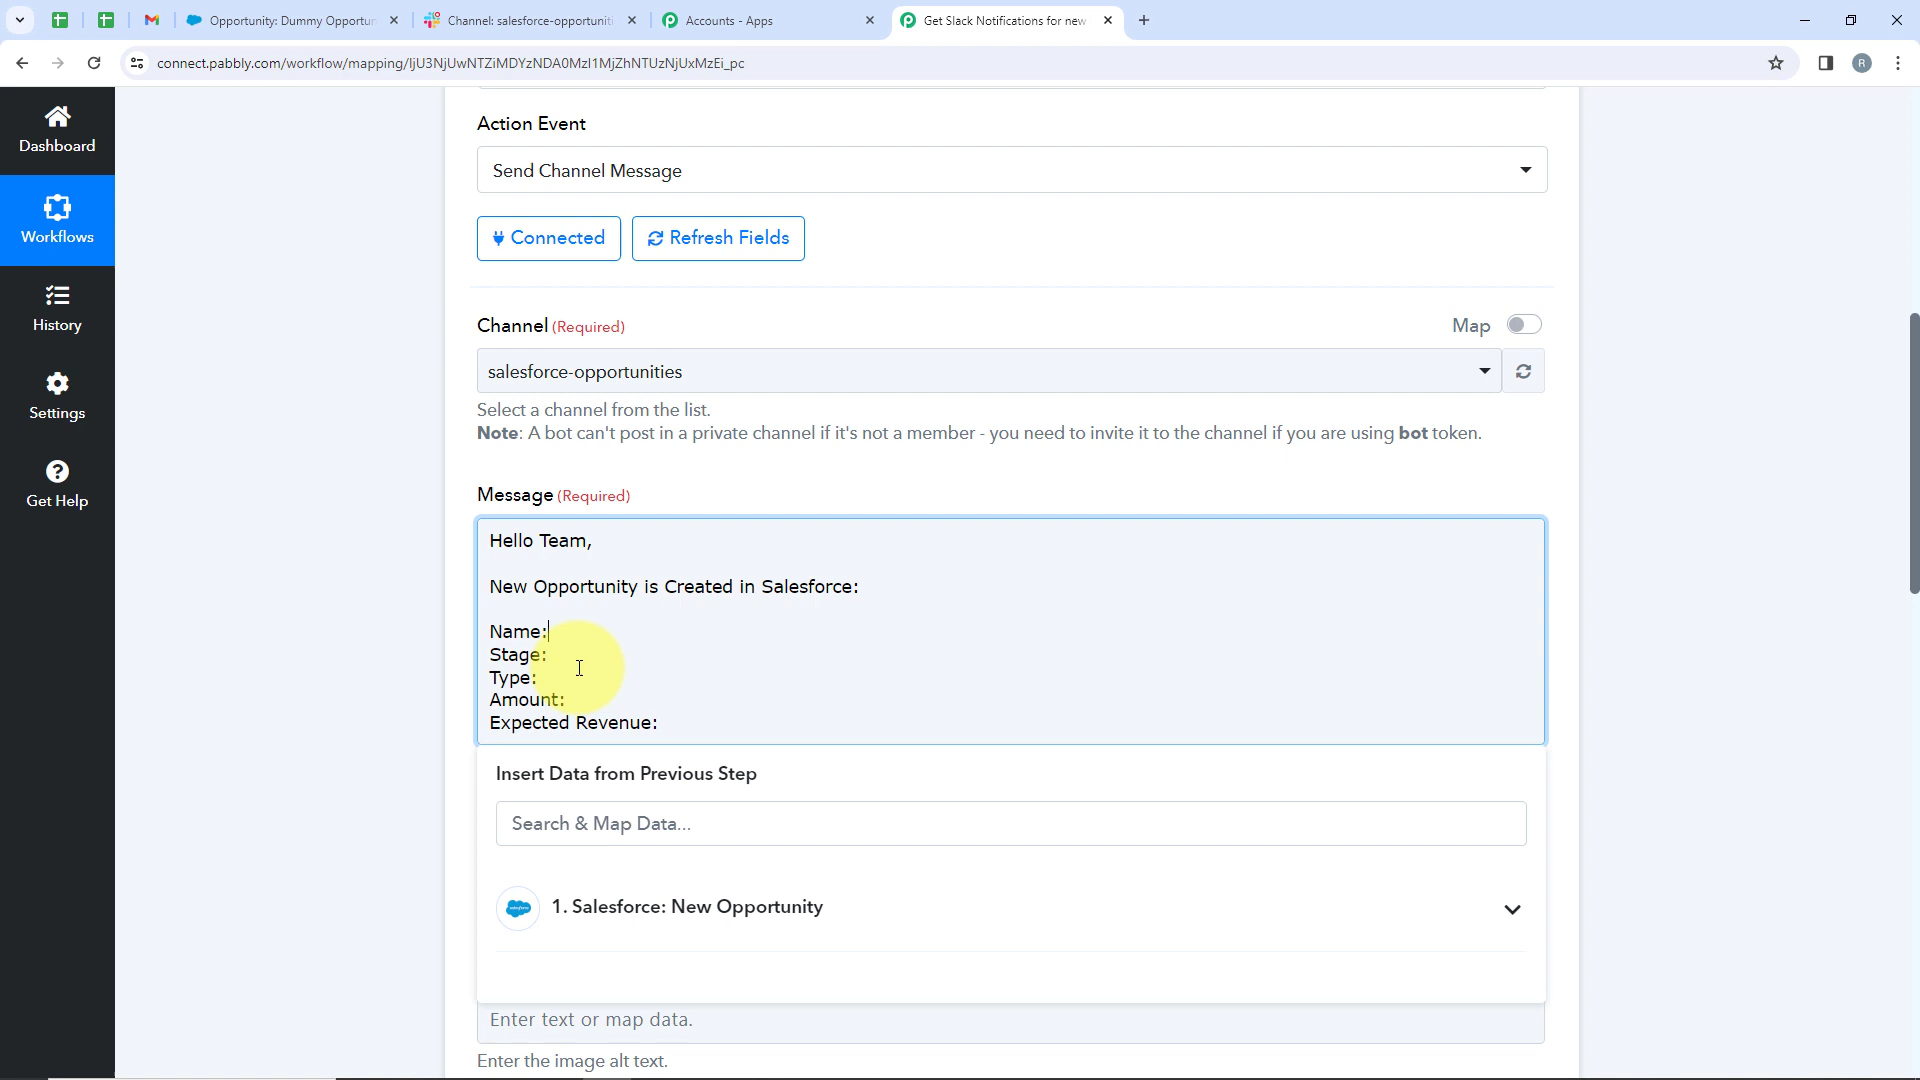 Opportunity: Dummy Opportun
Channel: salesforce-opportuniti
Accounts - Apps
Get Slack Notifications for new
connect.pabbly.com/workflow/mapping/IjU3NjUwNTZiMDYzNDA0MzI1MjZhNTUzNjUxMzEi_pc
R
Dashboard
Workflows
History
Settings
Get Help
Action Event
Send Channel Message
Connected
Refresh Fields
Channel (Required)
Map
salesforce-opportunities
Select a channel from the list.
Note: A bot can't post in a private channel if it's not a member - you need to invite it to the channel if you are using bot token.
Message (Required)
Hello Team,
New Opportunity is Created in Salesforce:
Name:
Stage:
Type:
Amount:
Expected Revenue:
Insert Data from Previous Step
Search & Map Data...
1. Salesforce: New Opportunity
Enter text or map data.
Enter the image alt text.